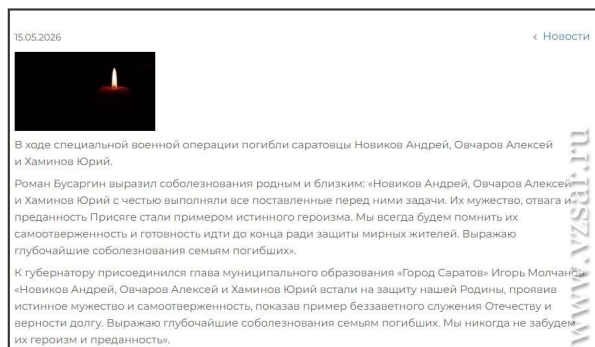 15.05.2026
‹ Новости
В ходе специальной военной операции погибли саратовцы Новиков Андрей, Овчаров Алексей
и Хаминов Юрий.
Роман Бусаргин выразил соболезнования родным и близким: «Новиков Андрей, Овчаров Алексей
и Хаминов Юрий с честью выполняли все поставленные перед ними задачи. Их мужество, отвага и
преданность Присяге стали примером истинного героизма. Мы всегда будем помнить их
самоотверженность и готовность идти до конца ради защиты мирных жителей. Выражаю
глубочайшие соболезнования семьям погибших».
К губернатору присоединился глава муниципального образования «Город Саратов» Игорь Молчанов.
«Новиков Андрей, Овчаров Алексей и Хаминов Юрий встали на защиту нашей Родины, проявив
истинное мужество и самоотверженность, показав пример беззаветного служения Отечеству и
верности долгу. Выражаю глубочайшие соболезнования семьям погибших. Мы никогда не забудем
их героизм и преданность».
www.vzsar.ru